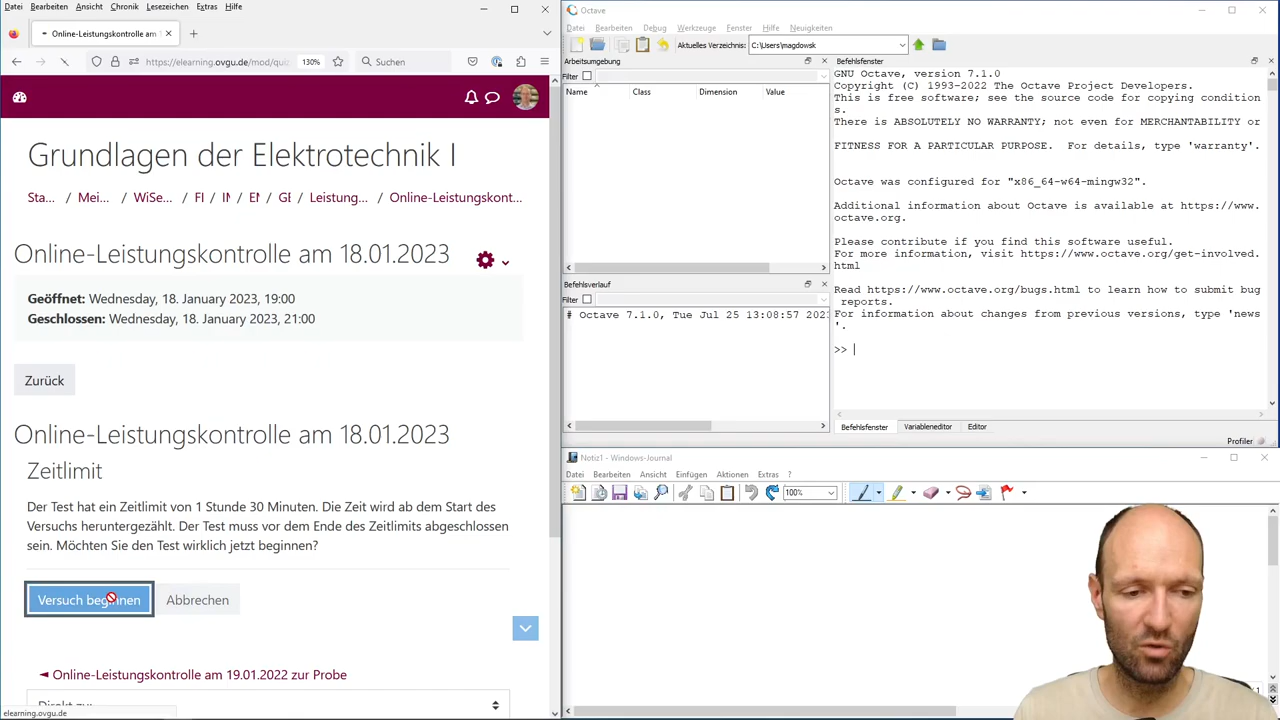 Datei Bearbeiten Ansicht Chronik Lesezeichen Extras Hilfe
Online-Leistungskontrolle am
https://elearning.ovgu.de/mod/quiz
130%
Suchen
Grundlagen der Elektrotechnik I
Sta... / Mei... / WiSe... / / / / / Leistung... / Online-Leistungskont...
Online-Leistungskontrolle am 18.01.2023
Geöffnet: Wednesday, 18. January 2023, 19:00
Geschlossen: Wednesday, 18. January 2023, 21:00
Zurück
Online-Leistungskontrolle am 18.01.2023
Zeitlimit
Der Test hat ein Zeitlimit von 1 Stunde 30 Minuten. Die Zeit wird ab dem Start des
Versuchs heruntergezählt. Der Test muss vor dem Ende des Zeitlimits abgeschlossen
sein. Möchten Sie den Test wirklich jetzt beginnen?
Versuch beginnen
Abbrechen
◄ Online-Leistungskontrolle am 19.01.2022 zur Probe
Direkt zu:
elearning.ovgu.de
Octave
Datei Bearbeiten Debug Werkzeuge Fenster Hilfe Neuigkeiten
Aktuelles Verzeichnis: C:\Users\magdowsk
Arbeitsumgebung
Filter
Name Class Dimension Value
Befehlsverlauf
Filter
# Octave 7.1.0, Tue Jul 25 13:08:57 202
Befehlsfenster
GNU Octave, version 7.1.0
Copyright (C) 1993-2022 The Octave Project Developers.
This is free software; see the source code for copying condition
s.
There is ABSOLUTELY NO WARRANTY; not even for MERCHANTABILITY or
FITNESS FOR A PARTICULAR PURPOSE.  For details, type 'warranty'.
Octave was configured for "x86_64-w64-mingw32".
Additional information about Octave is available at https://www.
octave.org.
Please contribute if you find this software useful.
For more information, visit https://www.octave.org/get-involved.
html
Read https://www.octave.org/bugs.html to learn how to submit bug
reports.
For information about changes from previous versions, type 'news
'.
>>
Befehlsfenster Variableneditor Editor
Profiler
Notiz1 - Windows-Journal
Datei Bearbeiten Ansicht Einfügen Aktionen Extras ?
100%